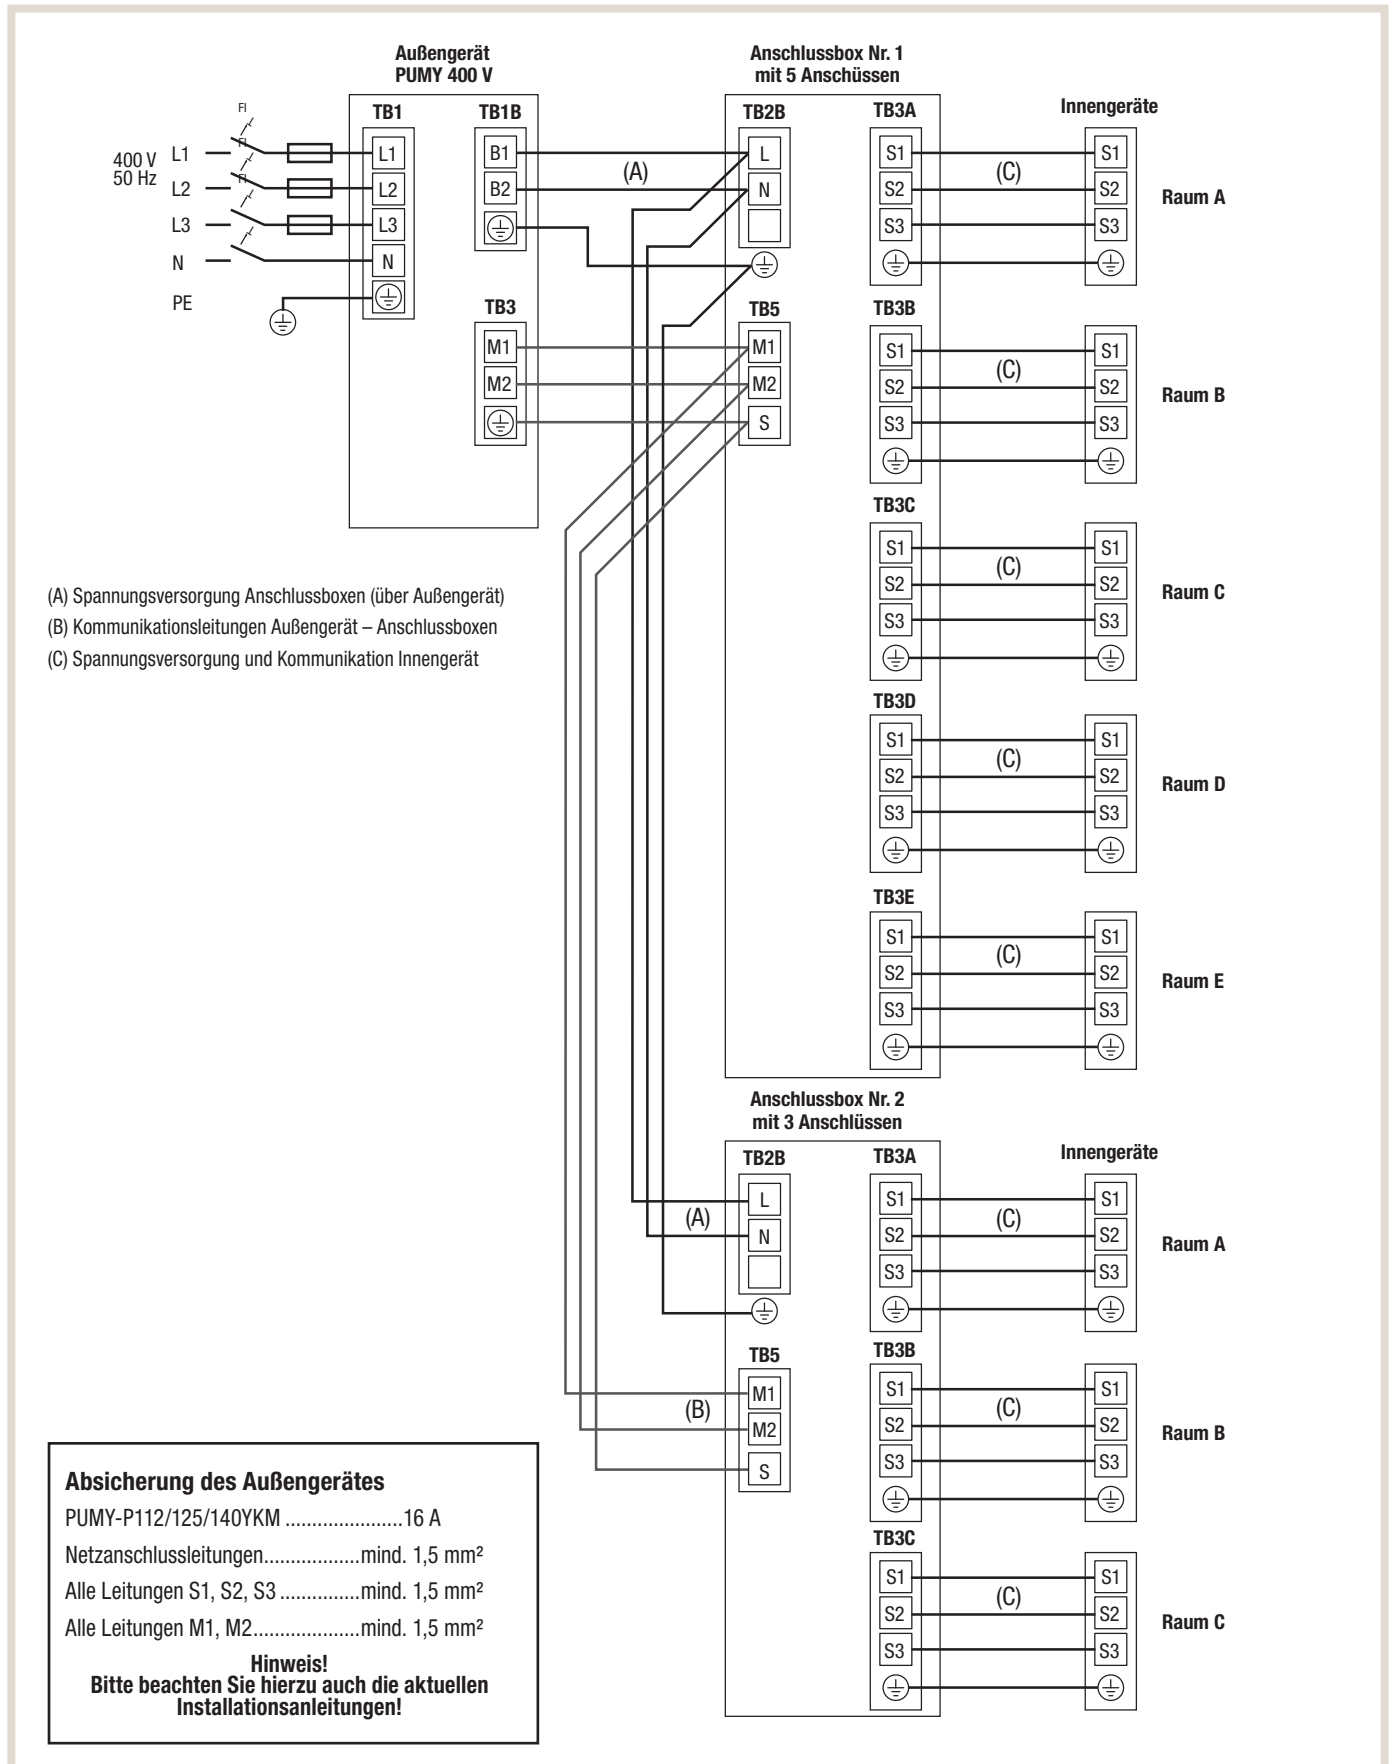 Außengerät
PUMY 400 V
Anschlussbox Nr. 1
mit 5 Anschüssen
TB1
TB1B
TB2B
TB3A
Innengeräte
FI
FI
FI
400 V
50 Hz
L1
L2
L3
N
PE
L1
L2
L3
N
B1
B2
(A)
L
N
S1
S2
S3
(C)
S1
S2
S3
Raum A
TB3
M1
M2
TB5
M1
M2
S
TB3B
S1
S2
S3
(C)
S1
S2
S3
Raum B
TB3C
S1
S2
S3
(C)
S1
S2
S3
Raum C
(A) Spannungsversorgung Anschlussboxen (über Außengerät)
(B) Kommunikationsleitungen Außengerät – Anschlussboxen
(C) Spannungsversorgung und Kommunikation Innengerät
TB3D
S1
S2
S3
(C)
S1
S2
S3
Raum D
TB3E
S1
S2
S3
(C)
S1
S2
S3
Raum E
Anschlussbox Nr. 2
mit 3 Anschlüssen
TB2B
TB3A
Innengeräte
(A)
L
N
S1
S2
S3
(C)
S1
S2
S3
Raum A
TB5
(B)
M1
M2
S
TB3B
S1
S2
S3
(C)
S1
S2
S3
Raum B
TB3C
S1
S2
S3
(C)
S1
S2
S3
Raum C
Absicherung des Außengerätes
PUMY-P112/125/140YKM ......................16 A
Netzanschlussleitungen..................mind. 1,5 mm²
Alle Leitungen S1, S2, S3 ...............mind. 1,5 mm²
Alle Leitungen M1, M2....................mind. 1,5 mm²
Hinweis!
Bitte beachten Sie hierzu auch die aktuellen
Installationsanleitungen!